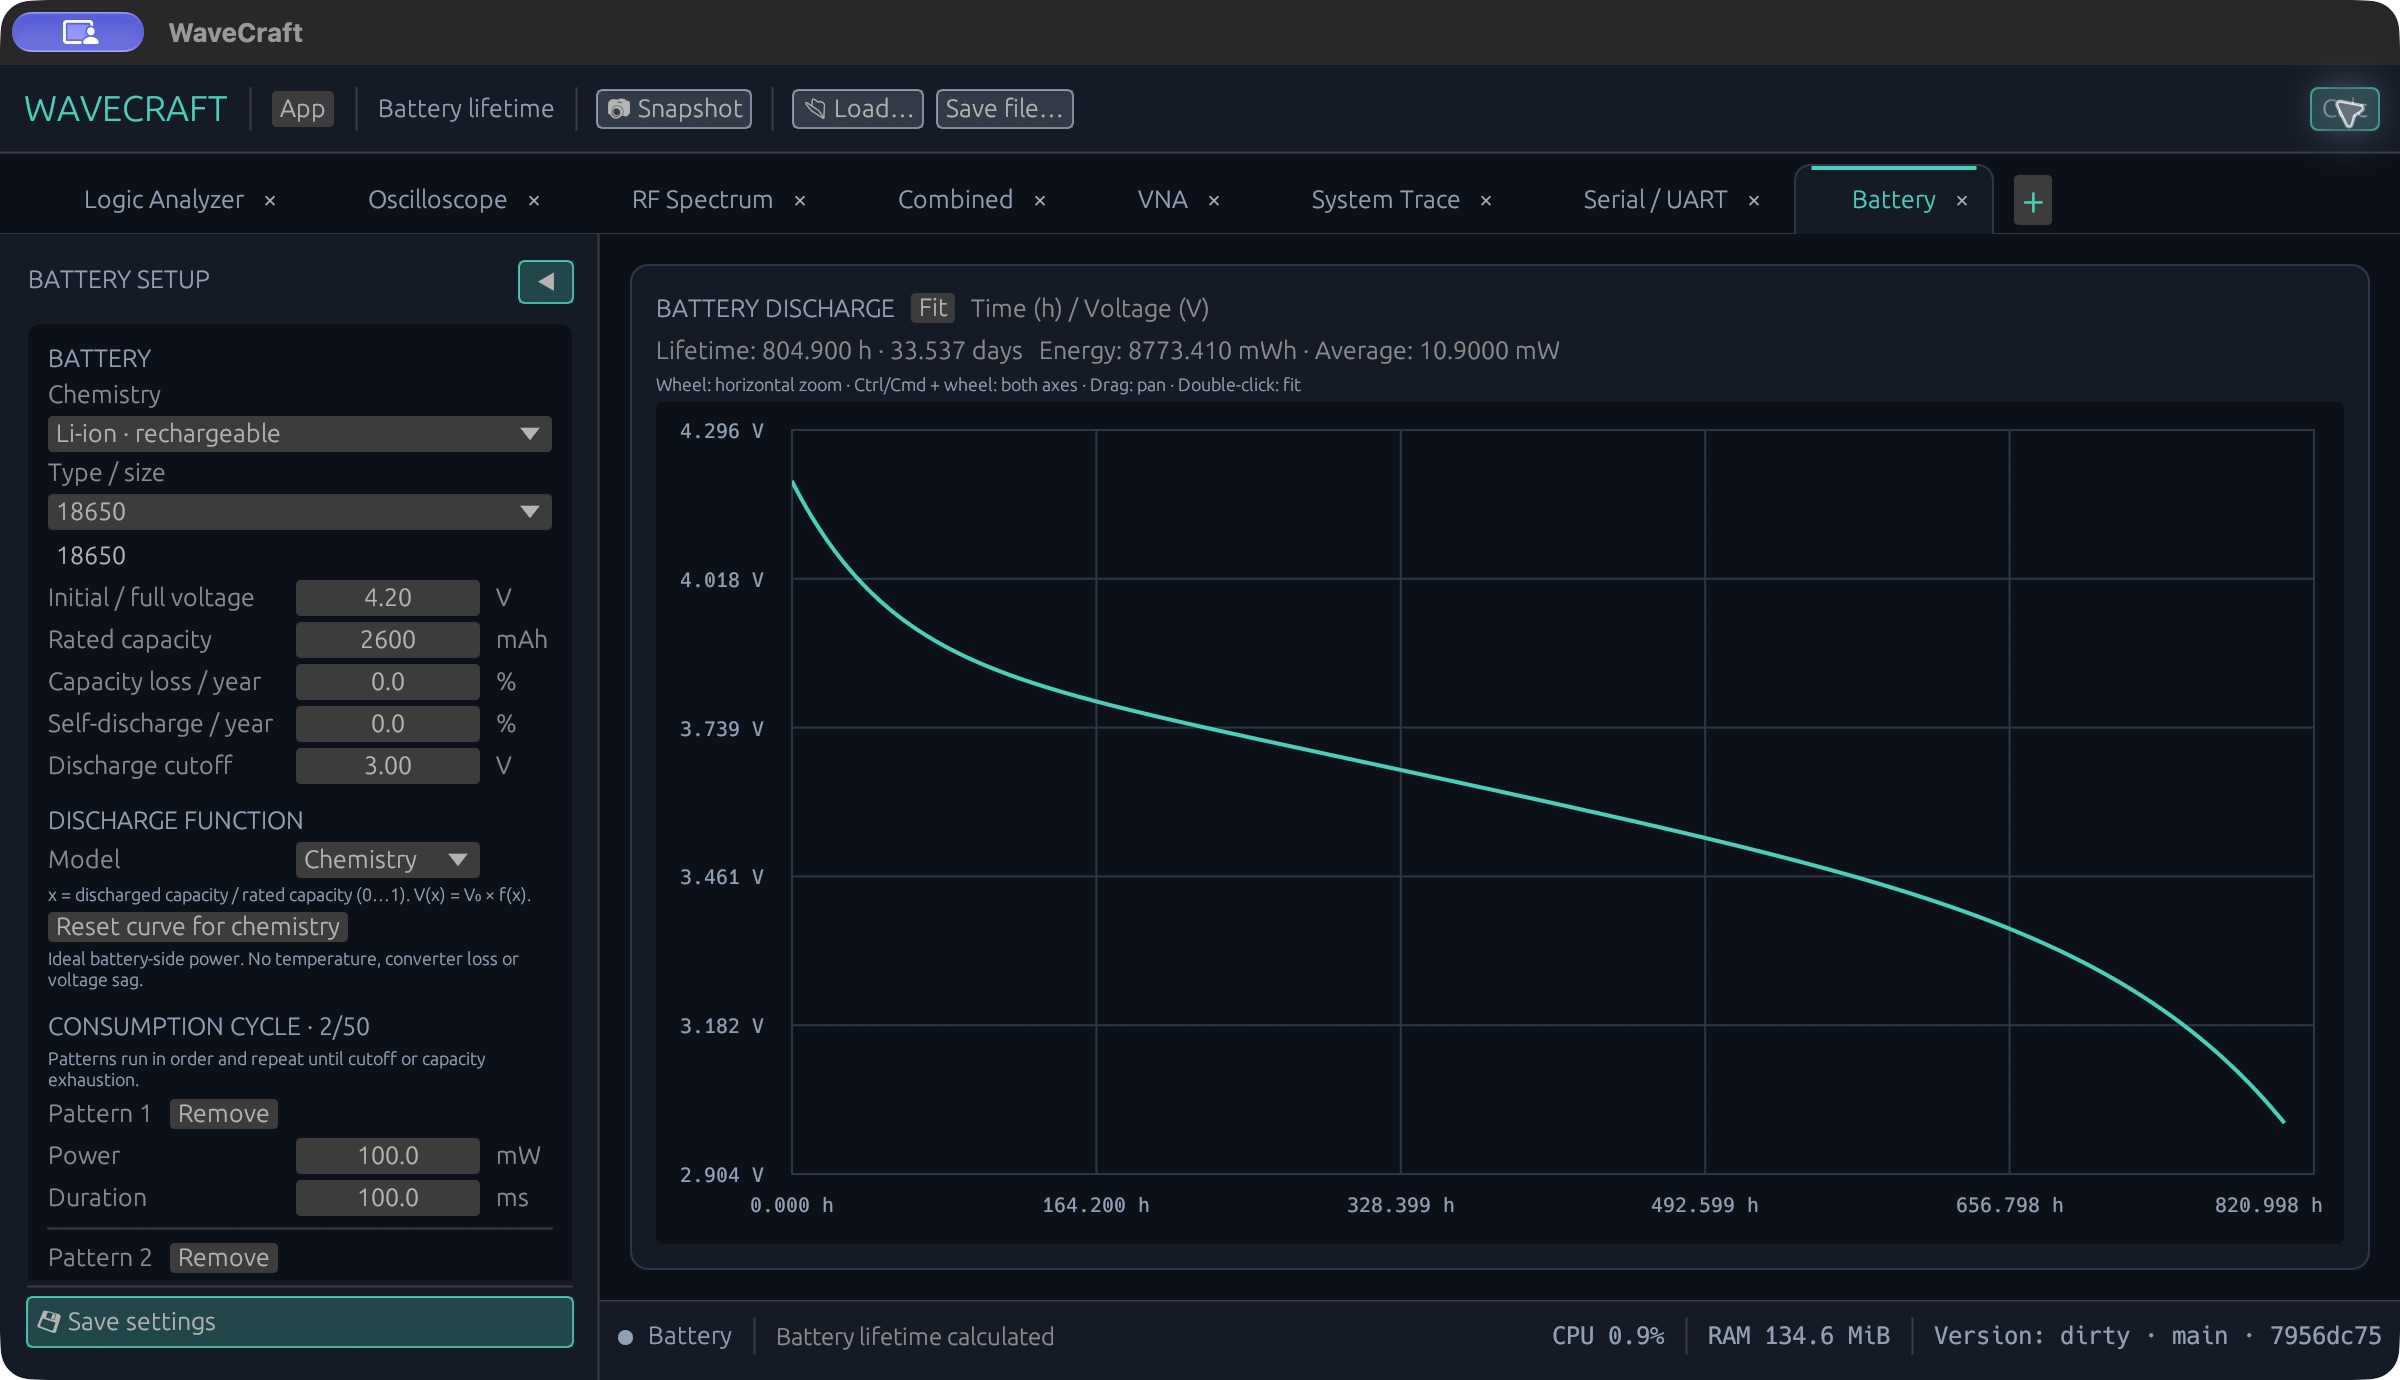 WaveCraft
WAVECRAFT App Battery lifetime Snapshot Load... Save file...
Logic Analyzer × Oscilloscope × RF Spectrum × Combined × VNA × System Trace × Serial / UART × Battery × +
BATTERY SETUP
BATTERY
Chemistry
Li-ion · rechargeable
Type / size
18650
18650
Initial / full voltage 4.20 V
Rated capacity 2600 mAh
Capacity loss / year 0.0 %
Self-discharge / year 0.0 %
Discharge cutoff 3.00 V
DISCHARGE FUNCTION
Model Chemistry
x = discharged capacity / rated capacity (0…1). V(x) = V₀ × f(x).
Reset curve for chemistry
Ideal battery-side power. No temperature, converter loss or
voltage sag.
CONSUMPTION CYCLE · 2/50
Patterns run in order and repeat until cutoff or capacity
exhaustion.
Pattern 1 Remove
Power 100.0 mW
Duration 100.0 ms
Pattern 2 Remove
Save settings
BATTERY DISCHARGE Fit Time (h) / Voltage (V)
Lifetime: 804.900 h · 33.537 days Energy: 8773.410 mWh · Average: 10.9000 mW
Wheel: horizontal zoom · Ctrl/Cmd + wheel: both axes · Drag: pan · Double-click: fit
4.296 V
4.018 V
3.739 V
3.461 V
3.182 V
2.904 V
0.000 h 164.200 h 328.399 h 492.599 h 656.798 h 820.998 h
Battery Battery lifetime calculated CPU 0.9% RAM 134.6 MiB Version: dirty · main · 7956dc75